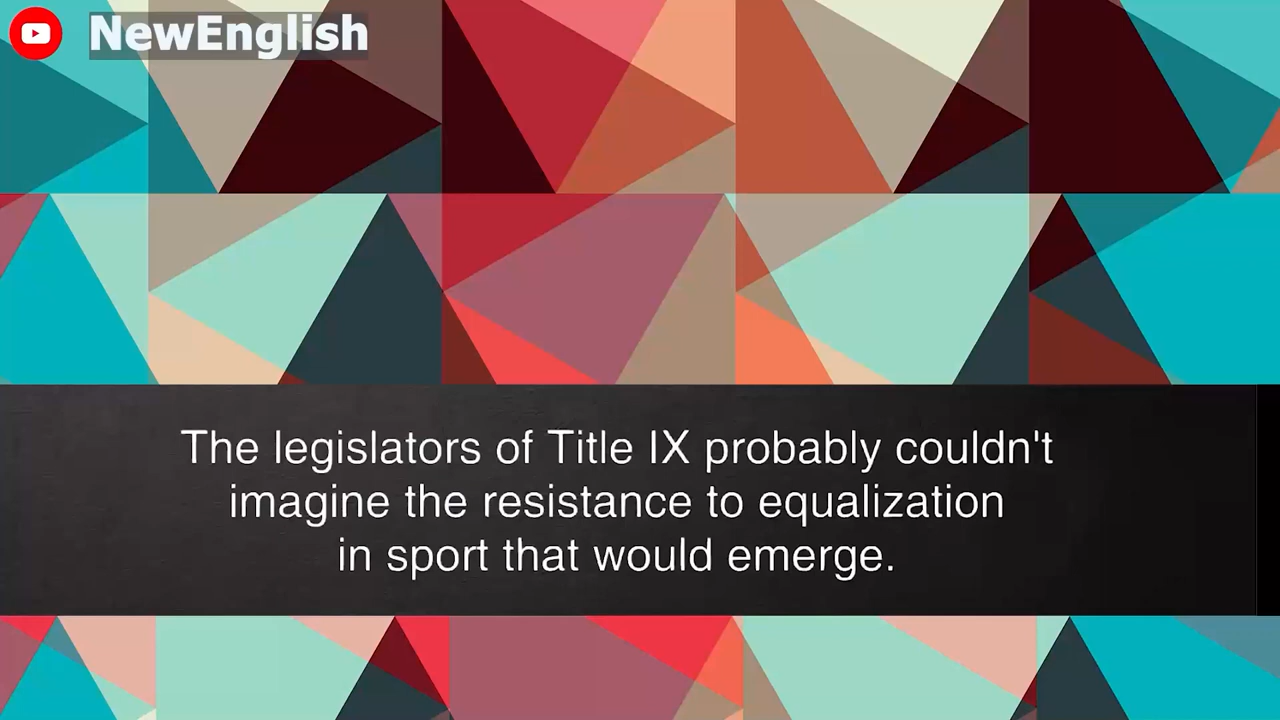 NewEnglish
The legislators of Title IX probably couldn't
imagine the resistance to equalization
in sport that would emerge.